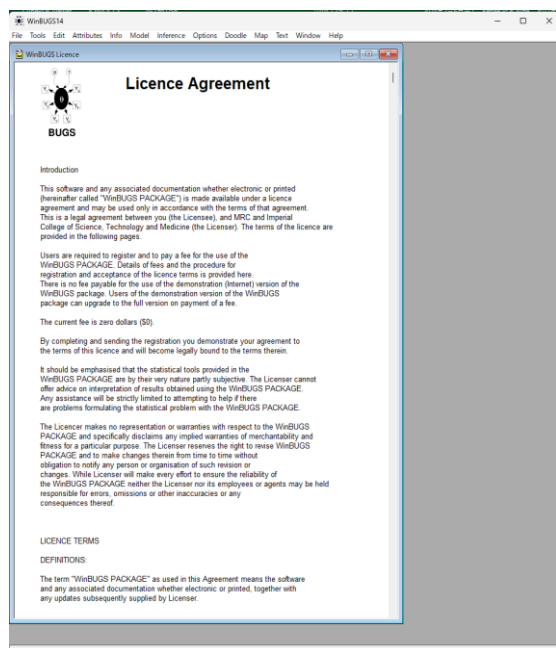 WinBUGS14
File Tools Edit Attributes Info Model Inference Options Doodle Map Text Window Help
WinBUGS Licence
Licence Agreement
BUGS
Introduction
This software and any associated documentation whether electronic or printed
(hereinafter called "WinBUGS PACKAGE") is made available under a licence
agreement and may be used only in accordance with the terms of that agreement.
This is a legal agreement between you (the Licensee), and MRC and Imperial
College of Science, Technology and Medicine (the Licenser). The terms of the licence are
provided in the following pages.
Users are required to register and to pay a fee for the use of the
WinBUGS PACKAGE. Details of fees and the procedure for
registration and acceptance of the licence terms is provided here.
There is no fee payable for the use of the demonstration (Internet) version of the
WinBUGS package. Users of the demonstration version of the WinBUGS
package can upgrade to the full version on payment of a fee.
The current fee is zero dollars ($0).
By completing and sending the registration you demonstrate your agreement to
the terms of this licence and will become legally bound to the terms therein.
It should be emphasised that the statistical tools provided in the
WinBUGS PACKAGE are by their very nature partly subjective. The Licenser cannot
offer advice on interpretation of results obtained using the WinBUGS PACKAGE.
Any assistance will be strictly limited to attempting to help if there
are problems formulating the statistical problem with the WinBUGS PACKAGE.
The Licencer makes no representation or warranties with respect to the WinBUGS
PACKAGE and specifically disclaims any implied warranties of merchantability and
fitness for a particular purpose. The Licenser reserves the right to revise WinBUGS
PACKAGE and to make changes therein from time to time without
obligation to notify any person or organisation of such revision or
changes. While Licenser will make every effort to ensure the reliability of
the WinBUGS PACKAGE neither the Licenser nor its employees or agents may be held
responsible for errors, omissions or other inaccuracies or any
consequences thereof.
LICENCE TERMS
DEFINITIONS:
The term "WinBUGS PACKAGE" as used in this Agreement means the software
and any associated documentation whether electronic or printed, together with
any updates subsequently supplied by Licenser.